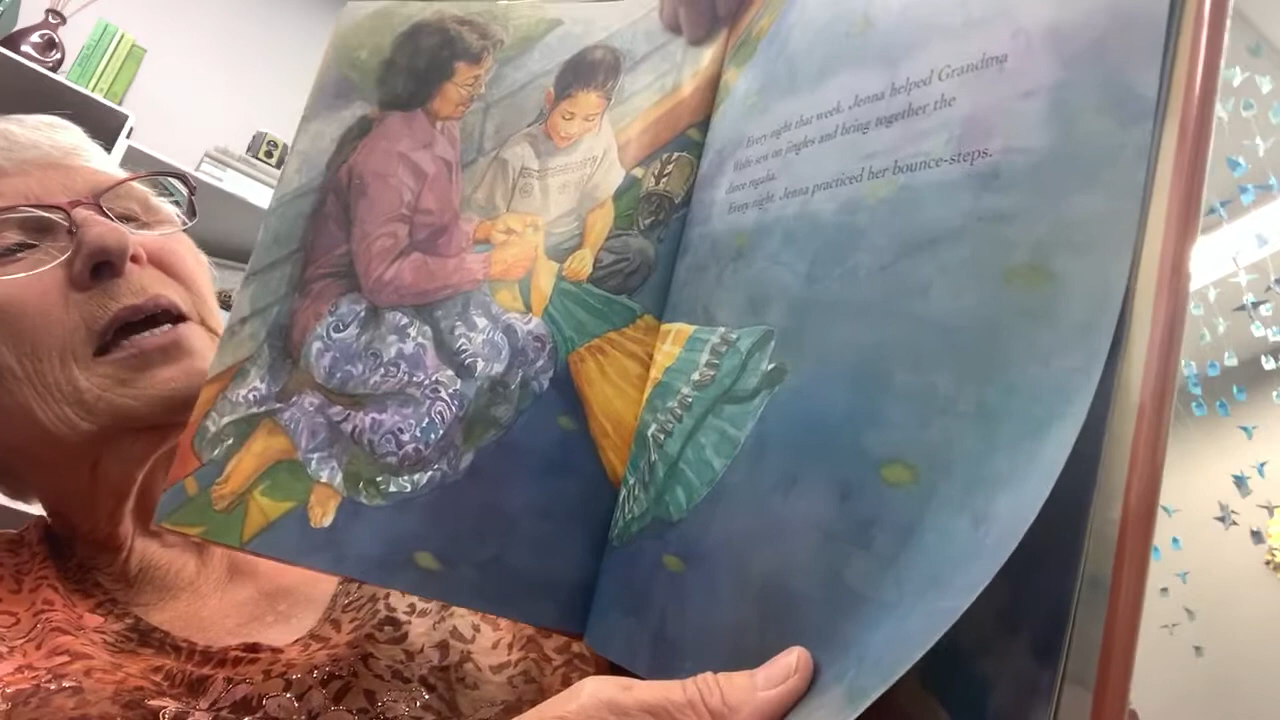 Every night that week, Jenna helped Grandma
Wolfe sew on jingles and bring together the
dance regalia.
Every night, Jenna practiced her bounce-steps.